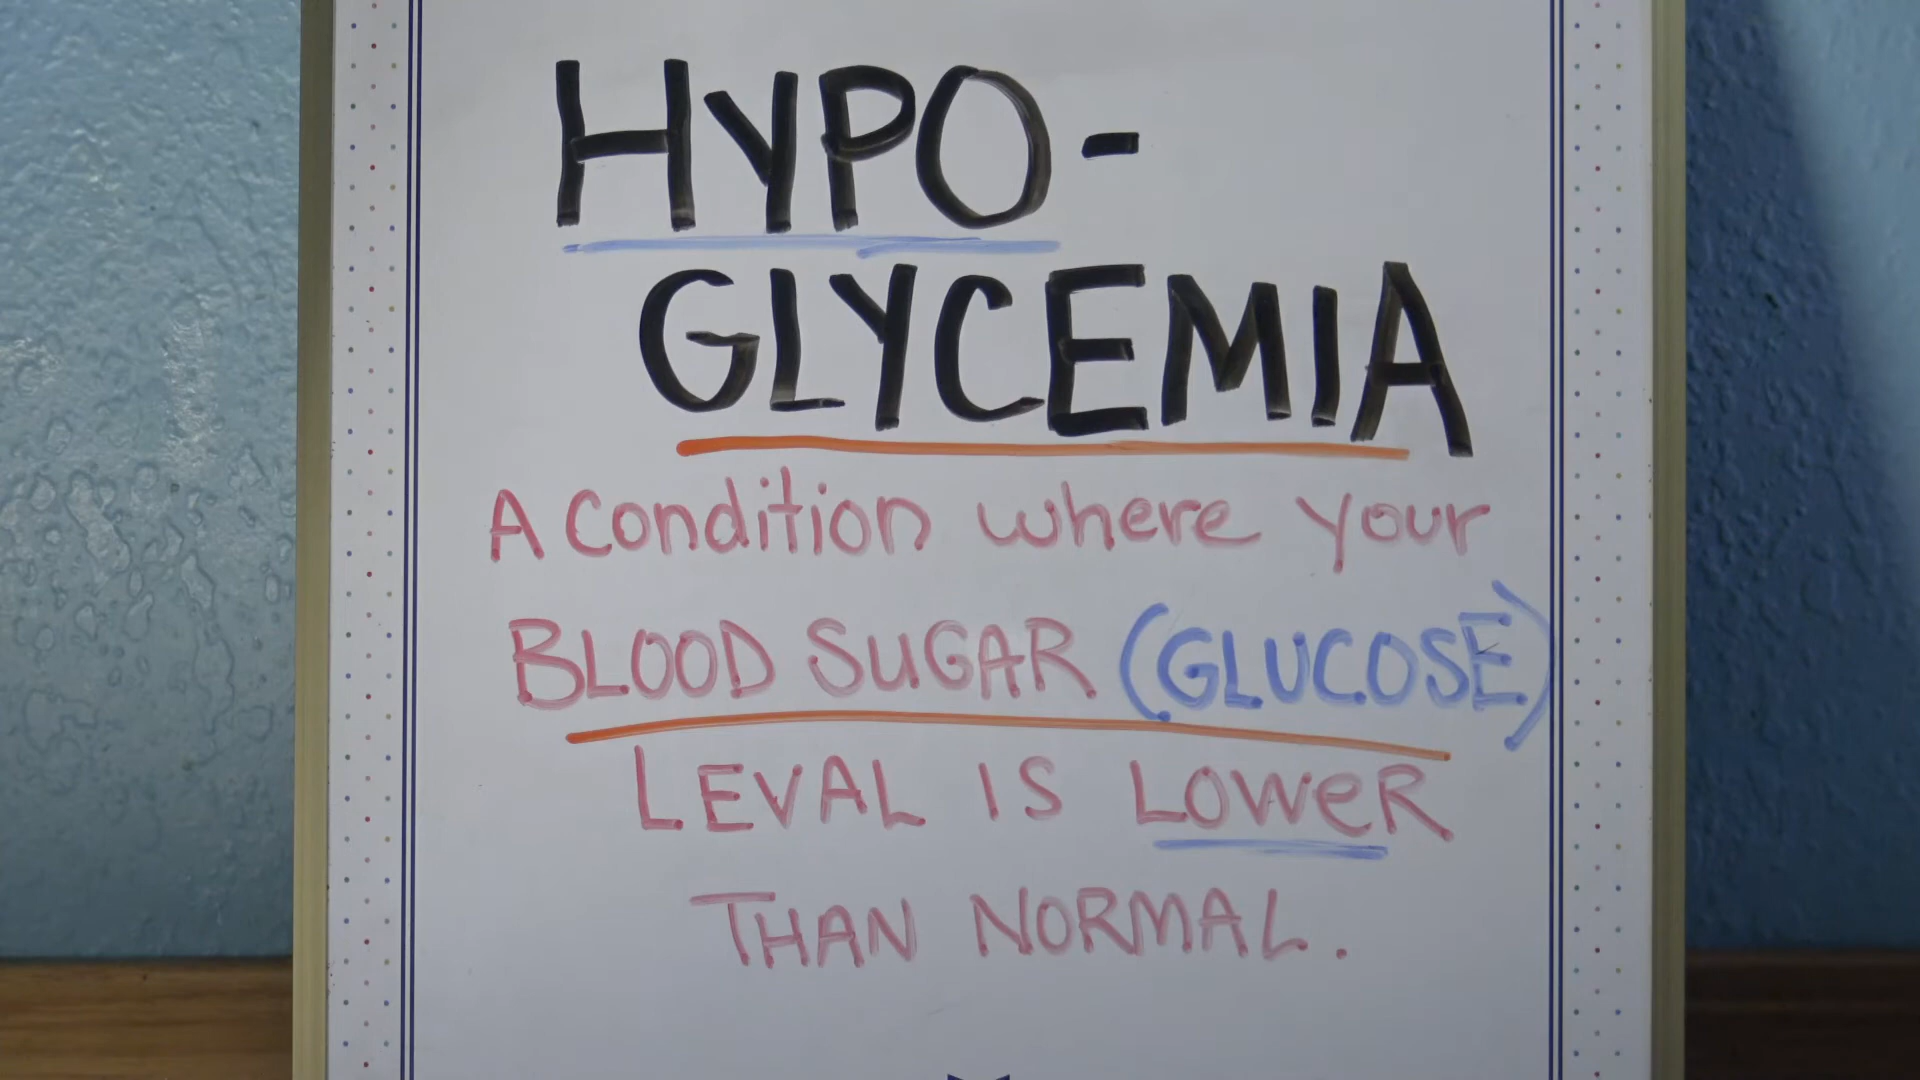 HYPO-
GLYCEMIA
A Condition where your
BLOOD SUGAR (GLUCOSE)
LEVAL IS LOWeR
THAN NORMAL.